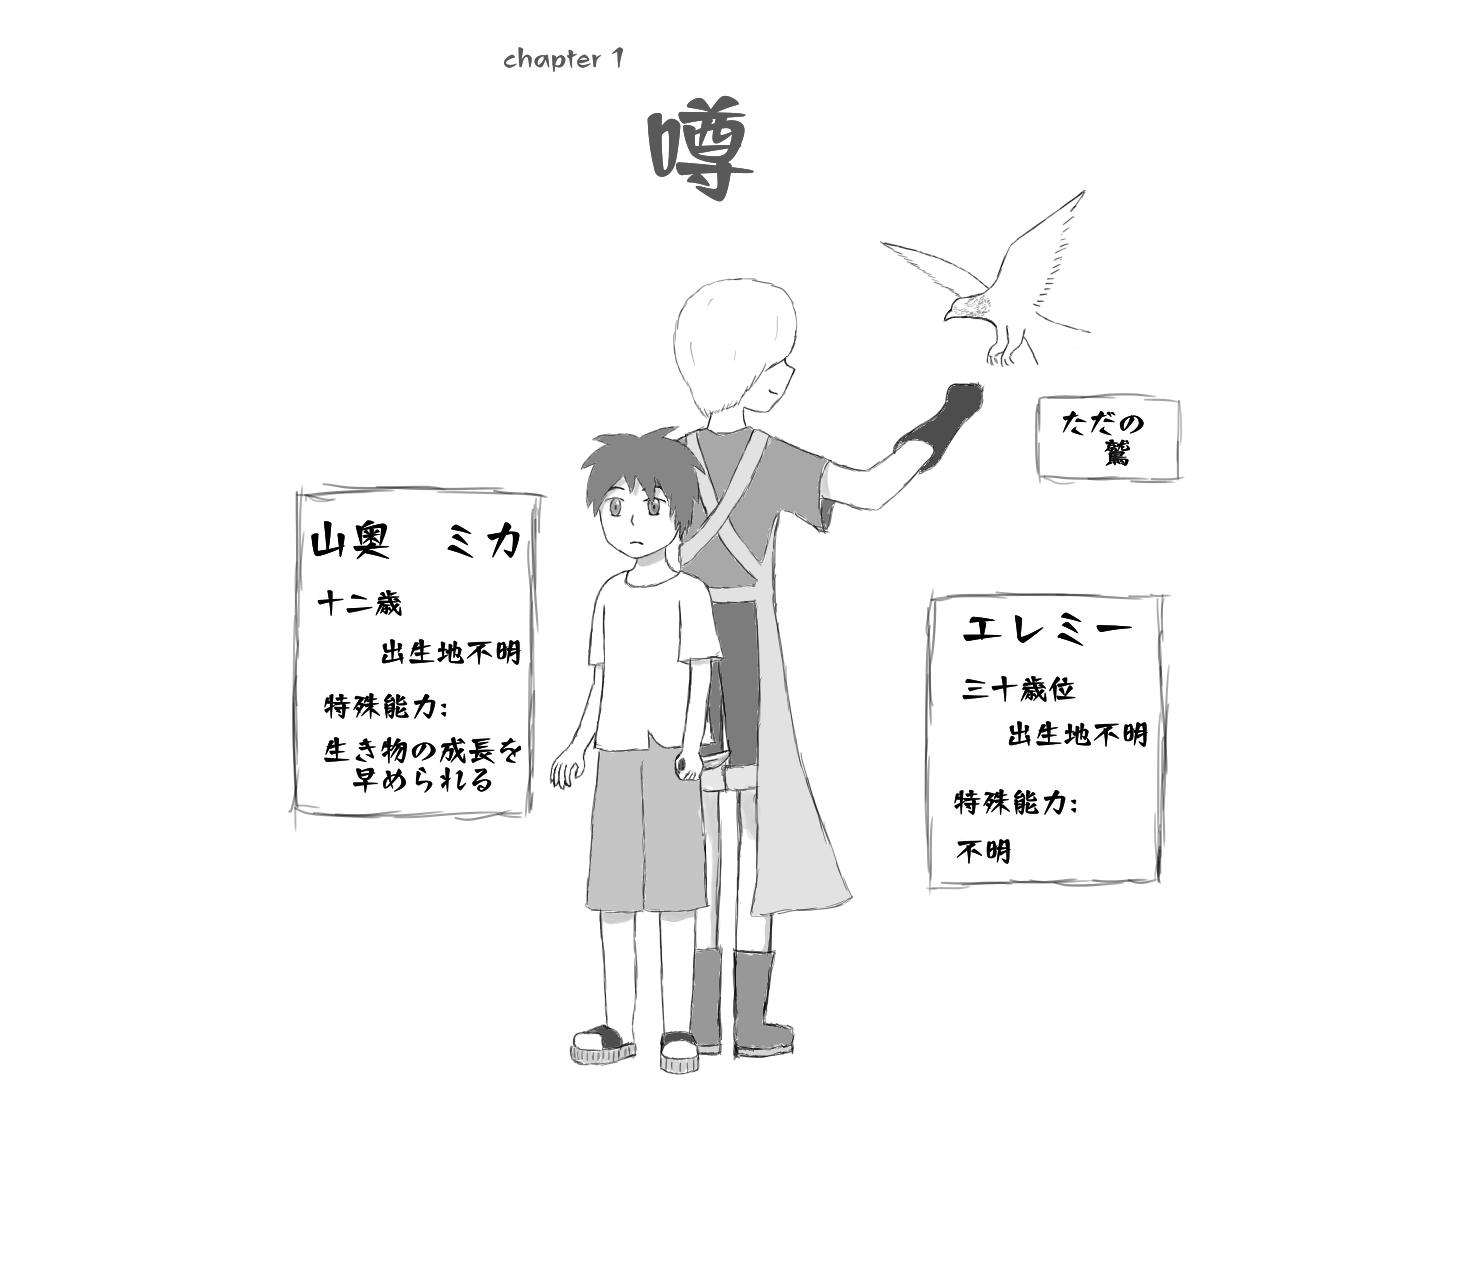 chapter 1
噂
ただの
鷲
山奥　ミカ
十二歳
出生地不明
特殊能力:
生き物の成長を
早められる
エレミー
三十歳位
出生地不明
特殊能力:
不明